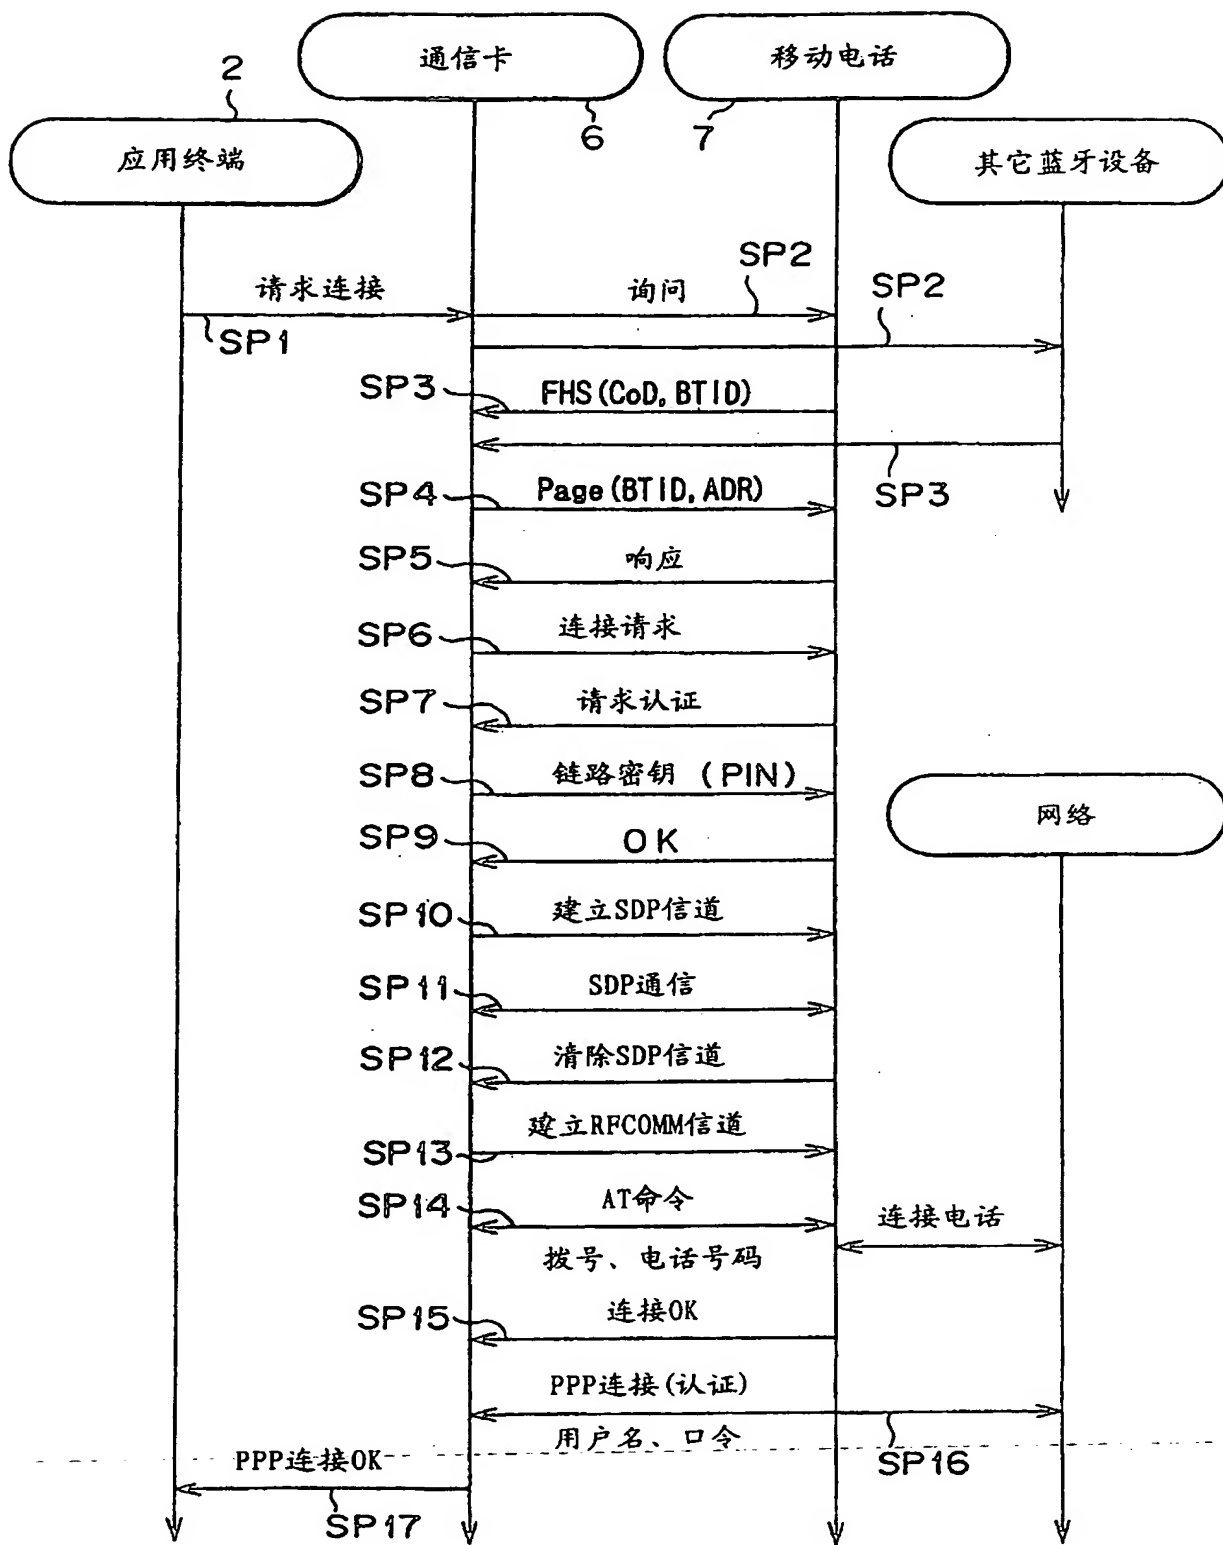 通信卡
移动电话
2
6
7
应用终端
其它蓝牙设备
请求连接
询问
SP2
SP2
SP1
SP3
FHS(CoD, BTID)
SP3
SP4
Page(BTID, ADR)
SP5
响应
SP6
连接请求
SP7
请求认证
SP8
链路密钥 (PIN)
网络
SP9
OK
SP10
建立SDP信道
SP11
SDP通信
SP12
清除SDP信道
SP13
建立RFCOMM信道
SP14
AT命令
连接电话
拨号、电话号码
SP15
连接OK
PPP连接(认证)
用户名、口令
SP16
PPP连接OK
SP17